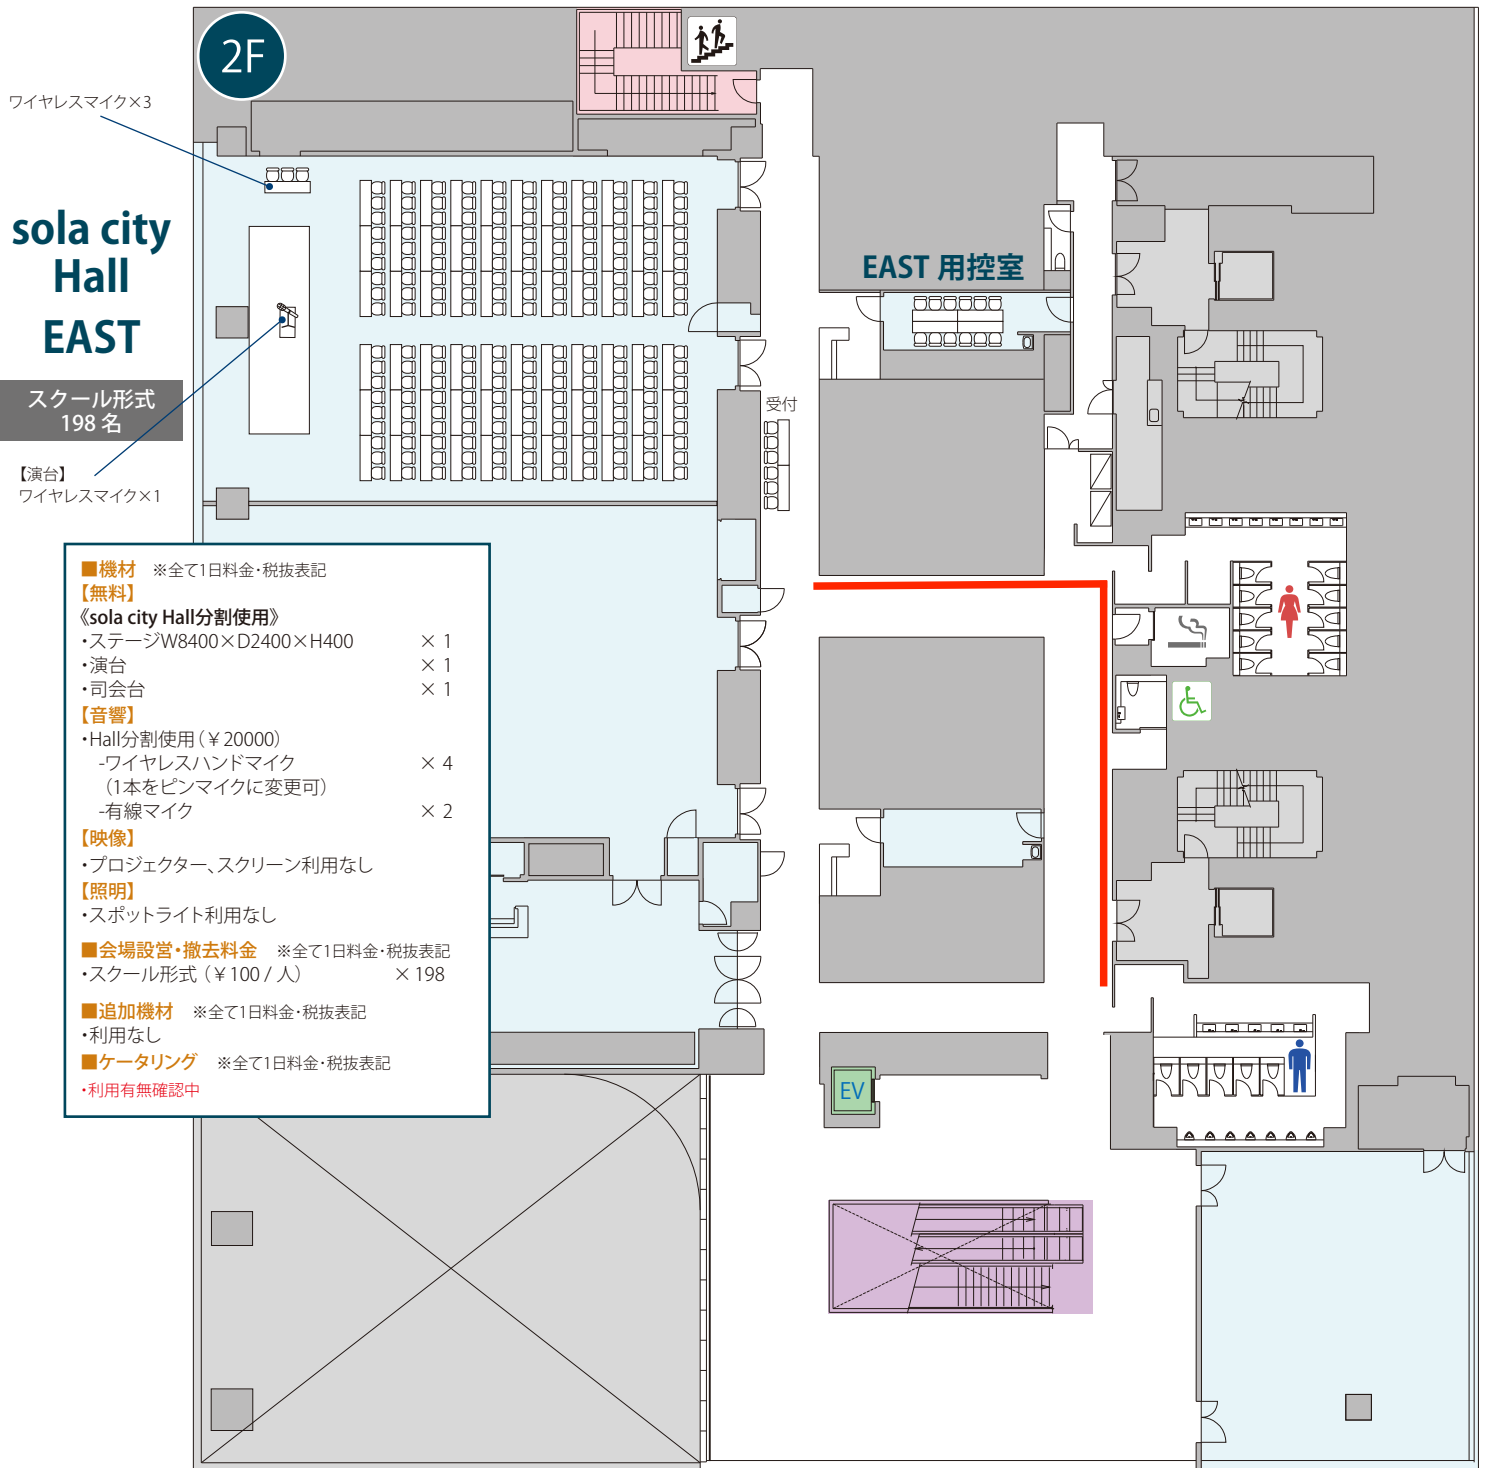 2F
ワイヤレスマイク×3
sola city
Hall
EAST
スクール形式
198 名
【演台】
ワイヤレスマイク×1
EAST 用控室
受付
■機材 ※全て1日料金・税抜表記
【無料】
《sola city Hall分割使用》
・ステージW8400×D2400×H400 × 1
・演台 × 1
・司会台 × 1
【音響】
・Hall分割使用(￥20000)
-ワイヤレスハンドマイク × 4
(1本をピンマイクに変更可)
-有線マイク × 2
【映像】
・プロジェクター、スクリーン利用なし
【照明】
・スポットライト利用なし
■会場設営・撤去料金 ※全て1日料金・税抜表記
・スクール形式(￥100 / 人) × 198
■追加機材 ※全て1日料金・税抜表記
・利用なし
■ケータリング ※全て1日料金・税抜表記
・利用有無確認中
EV